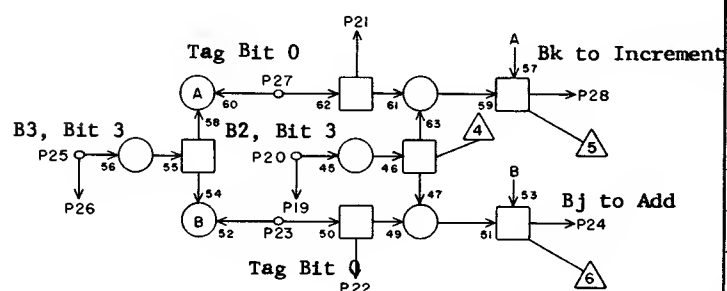 P21
Tag Bit 0
A
Bk to Increment
P27
A
60
62
61
59
57
P28
58
63
B3, Bit 3
B2, Bit 3
4
5
P25
56
55
P20
45
46
P26
54
P19
47
B
53
Bj to Add
B
52
P23
50
49
51
P24
Tag Bit 0
P22
6